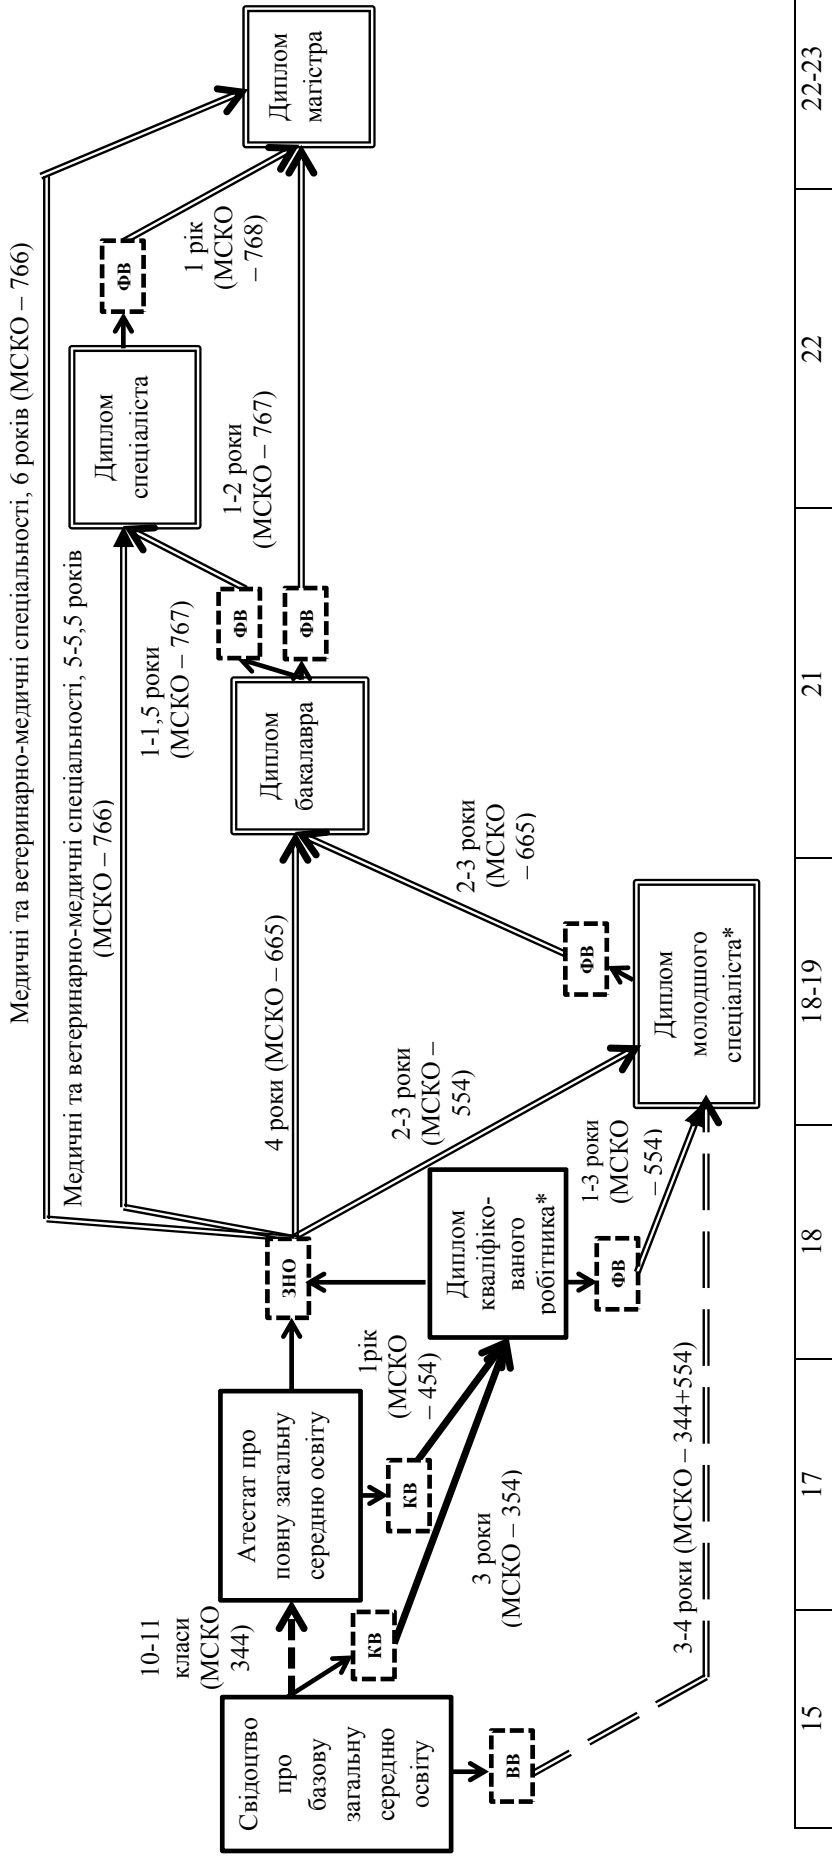 Медичні та ветеринарно-медичні спеціальності, 6 років (МСКО – 766)
Медичні та ветеринарно-медичні спеціальності, 5-5,5 років
(МСКО – 766)
Диплом
спеціаліста
ФВ
1 рік
(МСКО
– 768)
Диплом
магістра
1-1,5 роки
(МСКО – 767)
1-2 роки
(МСКО – 767)
ФВ
ФВ
Диплом
бакалавра
4 роки (МСКО – 665)
10-11
класи
(МСКО
344)
Свідоцтво
про
базову
загальну
середню
освіту
Атестат про
повну загальну
середню освіту
ЗНО
КВ
КВ
1рік
(МСКО
– 454)
3 роки
(МСКО – 354)
2-3 роки
(МСКО –
554)
2-3 роки
(МСКО
– 665)
Диплом
кваліфіко-
ваного
робітника*
ВВ
ФВ
1-3 роки
(МСКО
– 554)
ФВ
Диплом
молодшого
спеціаліста*
3-4 роки (МСКО – 344+554)
15
17
18
18-19
21
22
22-23